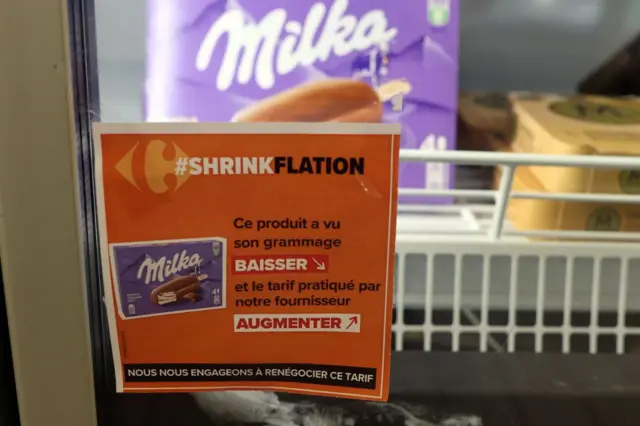 Milka
#SHRINKFLATION
Ce produit a vu
son grammage
BAISSER
et le tarif pratiqué par
notre fournisseur
AUGMENTER
Milka
NOUS NOUS ENGAGEONS À RENÉGOCIER CE TARIF